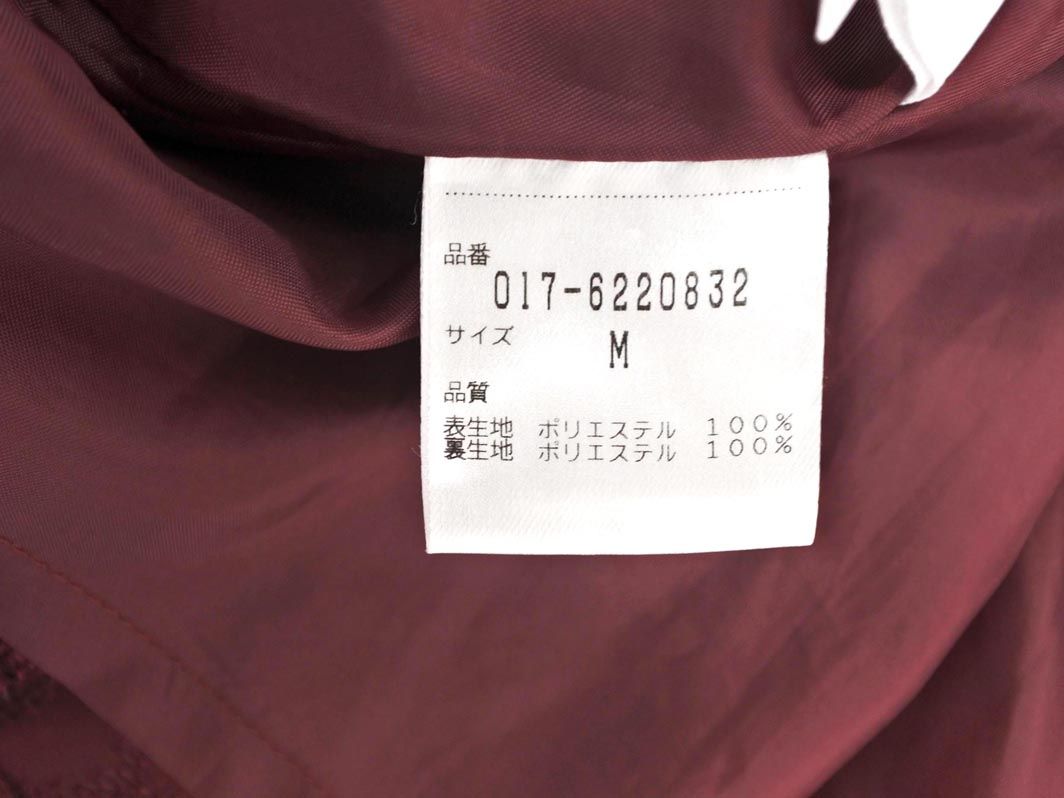 品番
017-6220832
サイズ
M
品質
表生地 ポリエステル 100%
裏生地 ポリエステル 100%